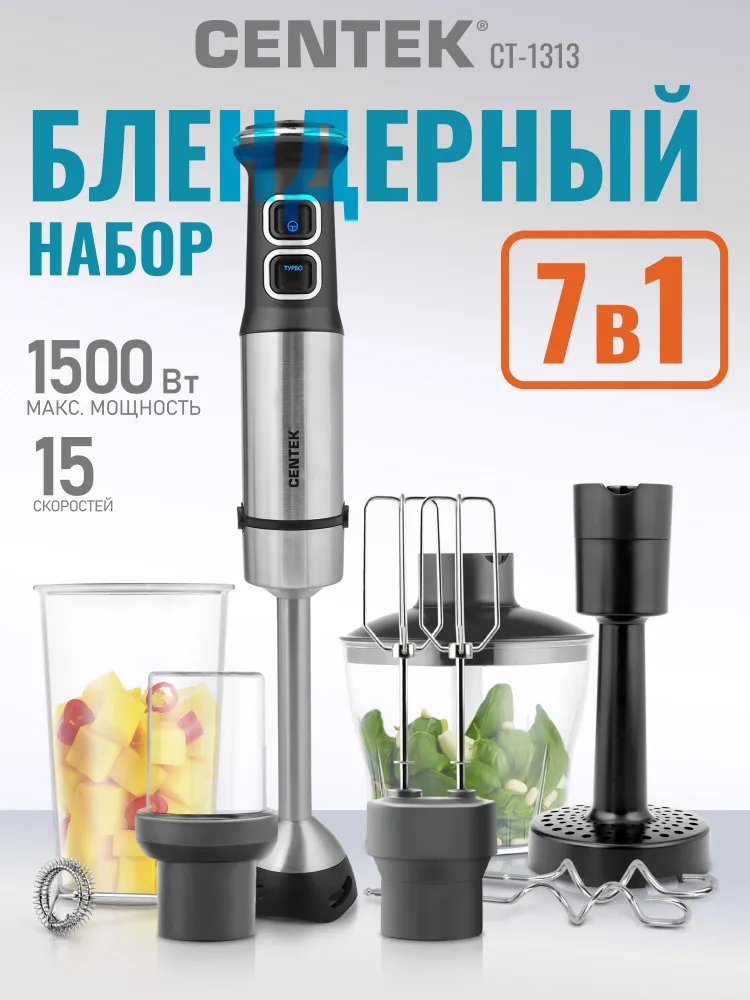 CENTEK® CT-1313
БЛЕНДЕРНЫЙ
НАБОР
7в1
1500 Вт
МАКС. МОЩНОСТЬ
15
СКОРОСТЕЙ
ТУРБО
CENTEK